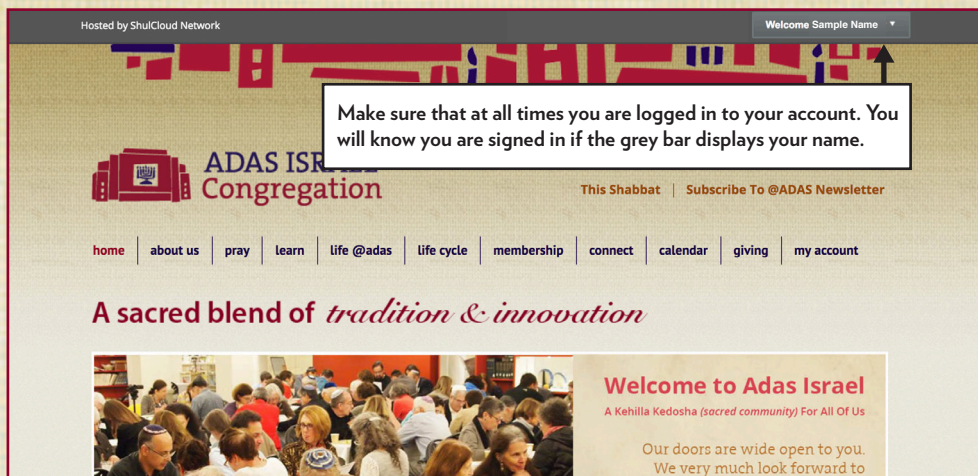 Hosted by ShulCloud Network
Welcome Sample Name
Make sure that at all times you are logged in to your account. You
will know you are signed in if the grey bar displays your name.
ADAS
Congregation
This Shabbat | Subscribe To @ADAS Newsletter
home | about us | pray | learn | life @adas | life cycle | membership | connect | calendar | giving | my account
A sacred blend of tradition & innovation
Welcome to Adas Israel
A Kehilla Kedosha (sacred community) For All Of Us
Our doors are wide open to you.
We very much look forward to